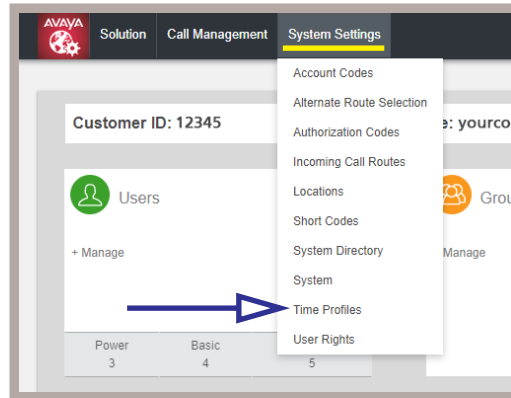 AVAYA
Solution Call Management System Settings
Account Codes
Alternate Route Selection
Authorization Codes
Incoming Call Routes
Locations
Short Codes
System Directory
System
Time Profiles
User Rights
Customer ID: 12345
e: yourco
Users
+ Manage
Power Basic
3 4 5
Grou
Manage